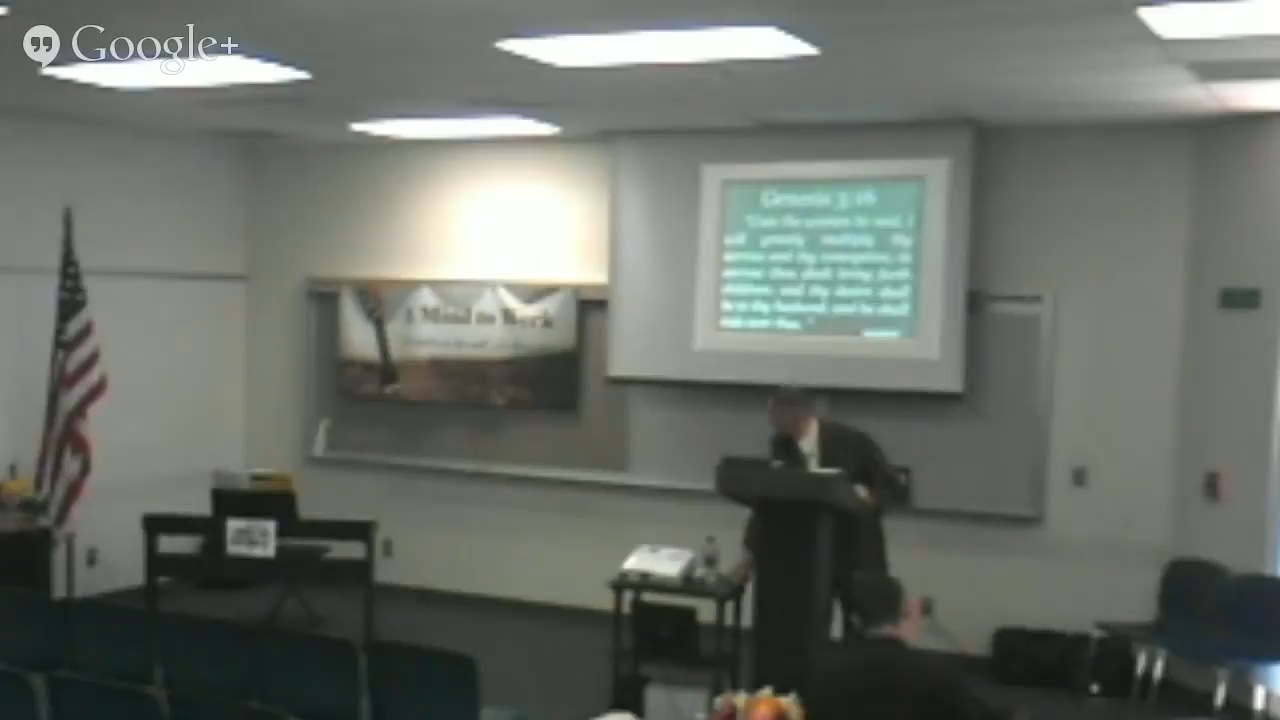 Google+
A Mind to Work
Genesis 3:16
"Unto the woman he said, I
will greatly multiply thy
sorrow and thy conception; in
sorrow thou shalt bring forth
children; and thy desire shall
be to thy husband, and he shall
rule over thee."